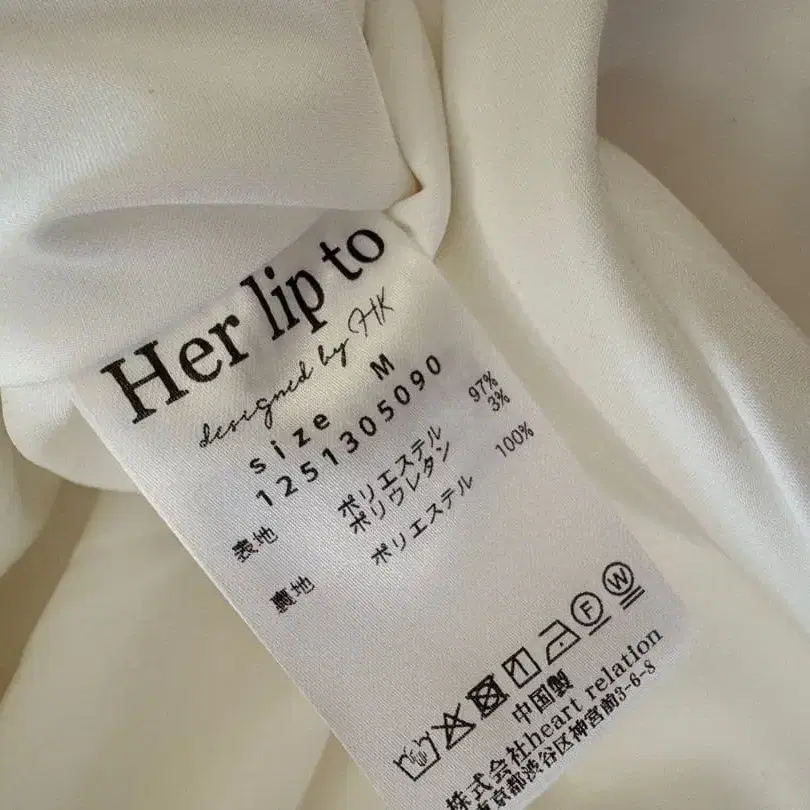 Her lip to
designed by HK
size M
1251305090
表地 ポリエステル 97%
ポリウレタン 3%
裏地 ポリエステル 100%
F W
中国製
株式会社heart relation
東京都渋谷区神宮前3-6-8